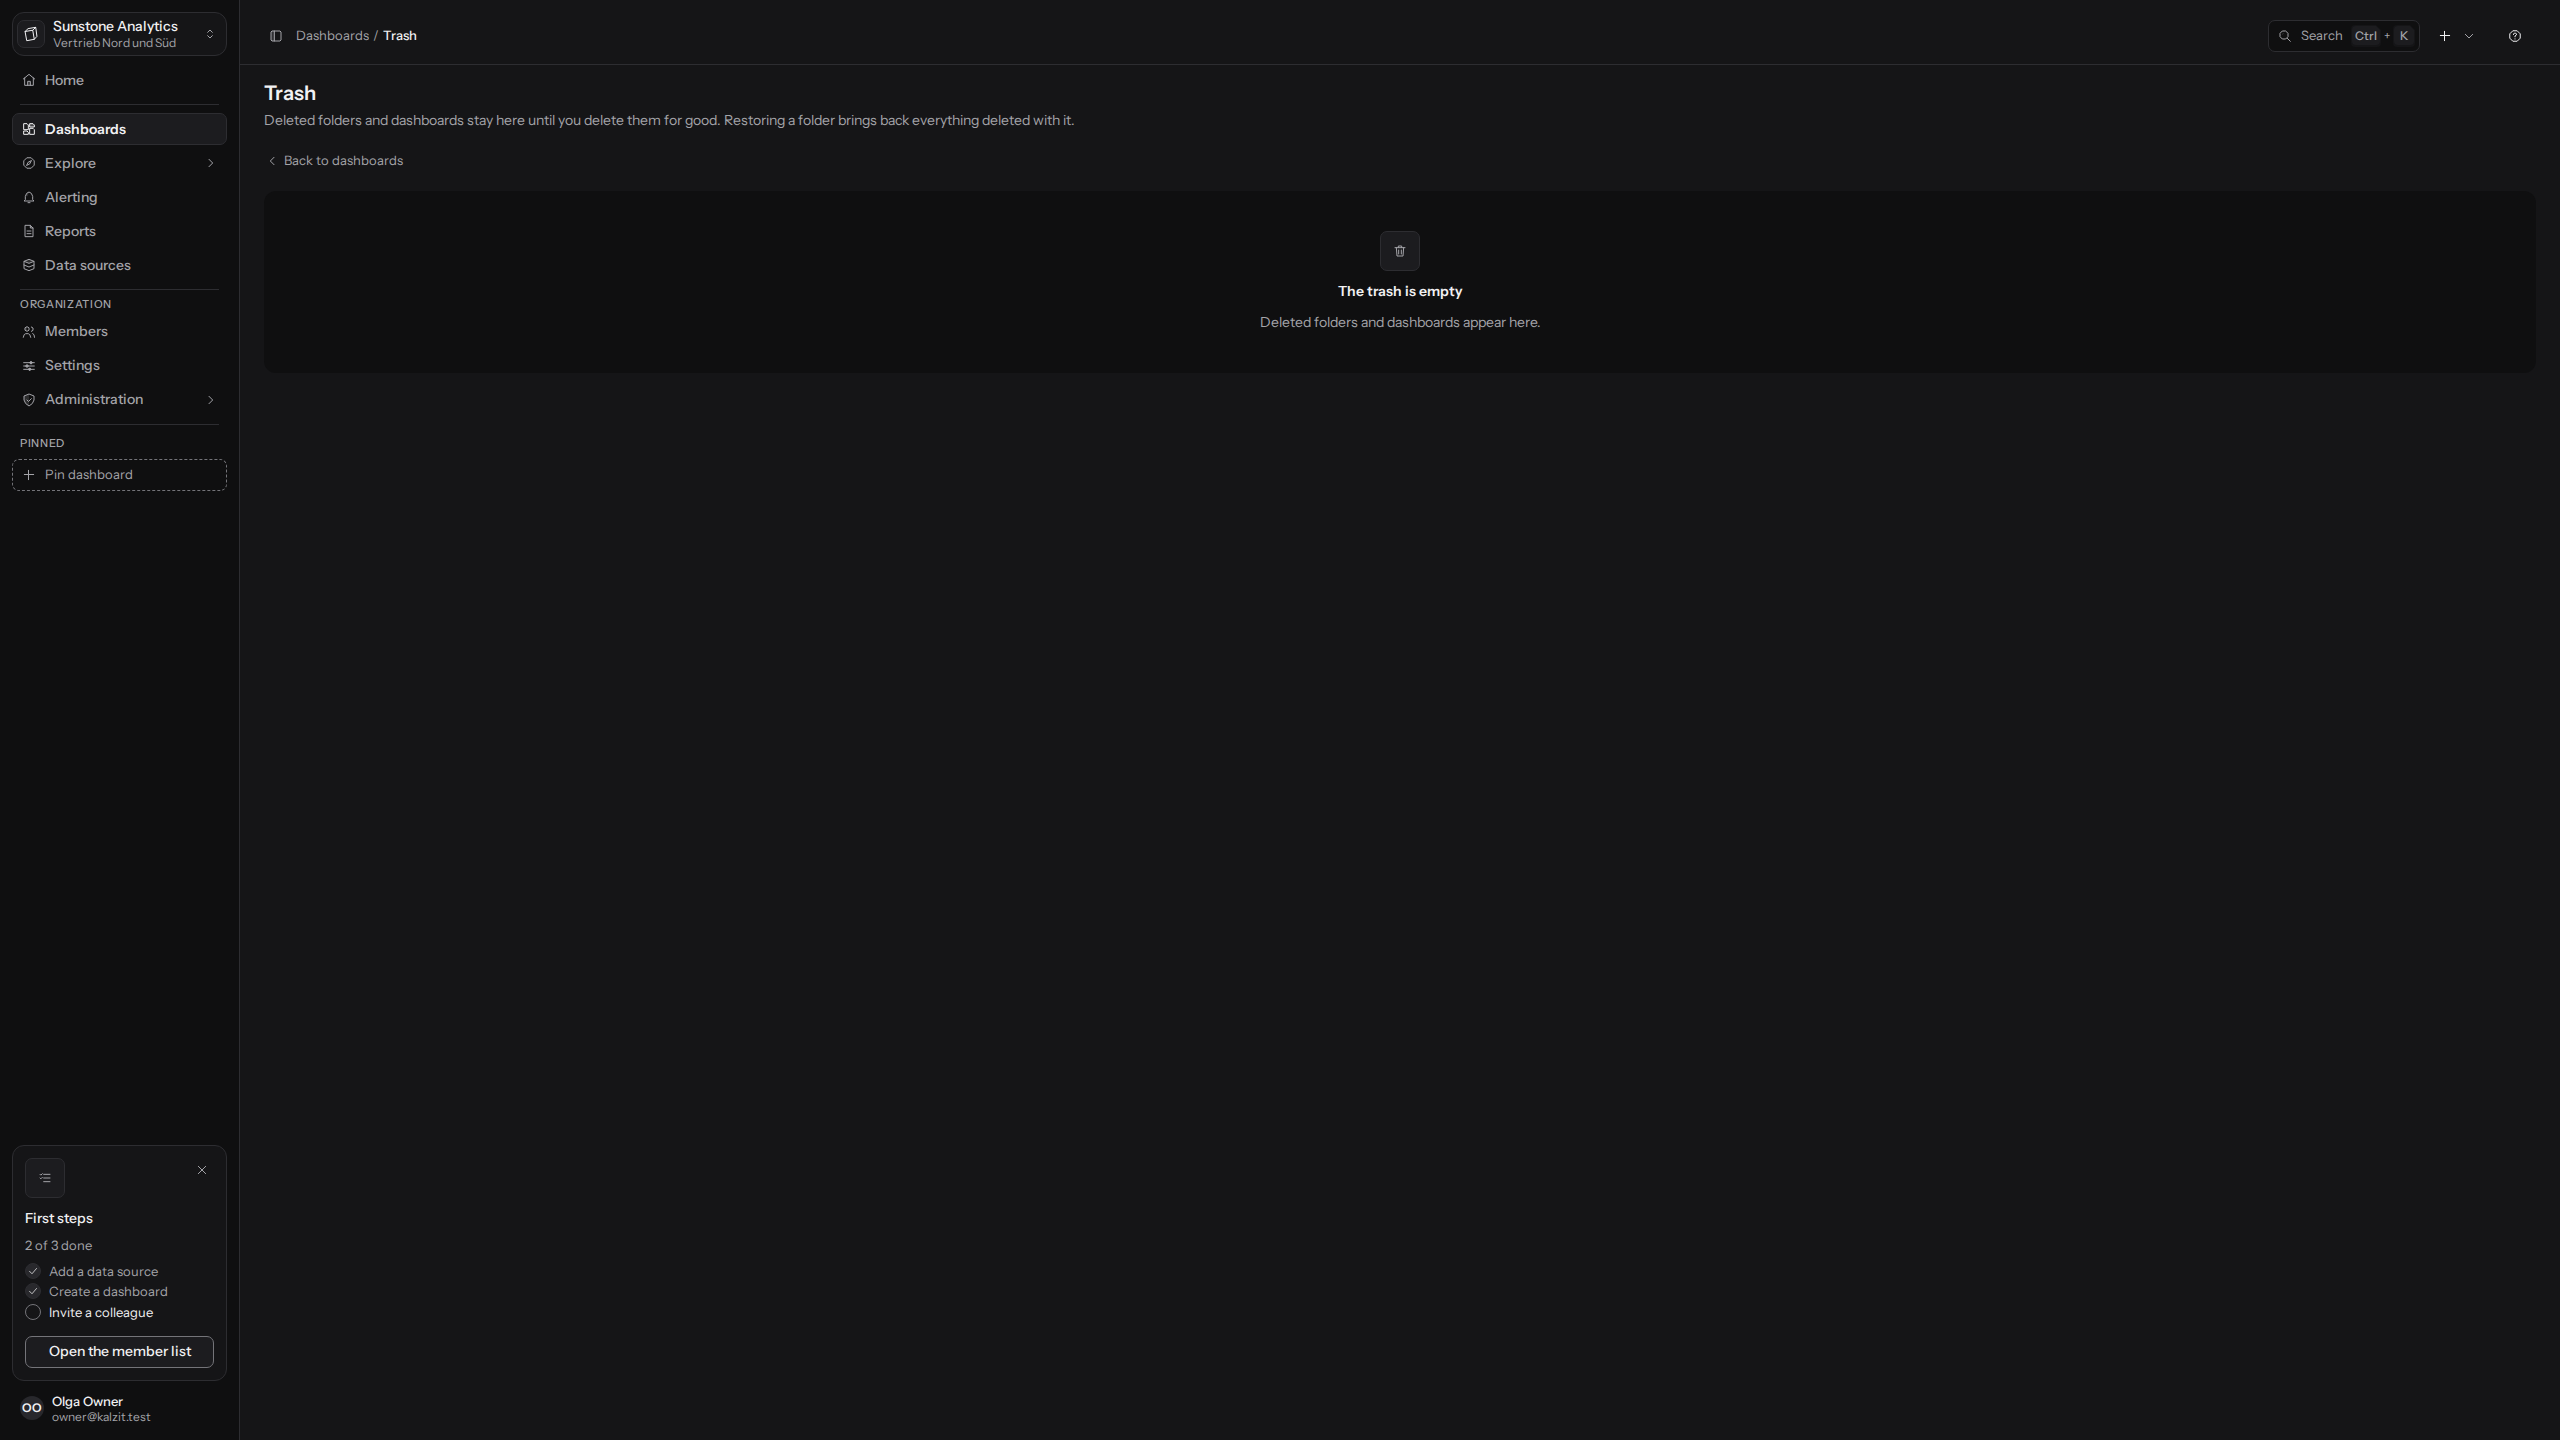 Sunstone Analytics
Vertrieb Nord und Süd
Home
Dashboards
Explore
Alerting
Reports
Data sources
ORGANIZATION
Members
Settings
Administration
PINNED
Pin dashboard
First steps
2 of 3 done
Add a data source
Create a dashboard
Invite a colleague
Open the member list
OO
Olga Owner
owner@kalzit.test
Dashboards / Trash
Search Ctrl + K
Trash
Deleted folders and dashboards stay here until you delete them for good. Restoring a folder brings back everything deleted with it.
Back to dashboards
The trash is empty
Deleted folders and dashboards appear here.